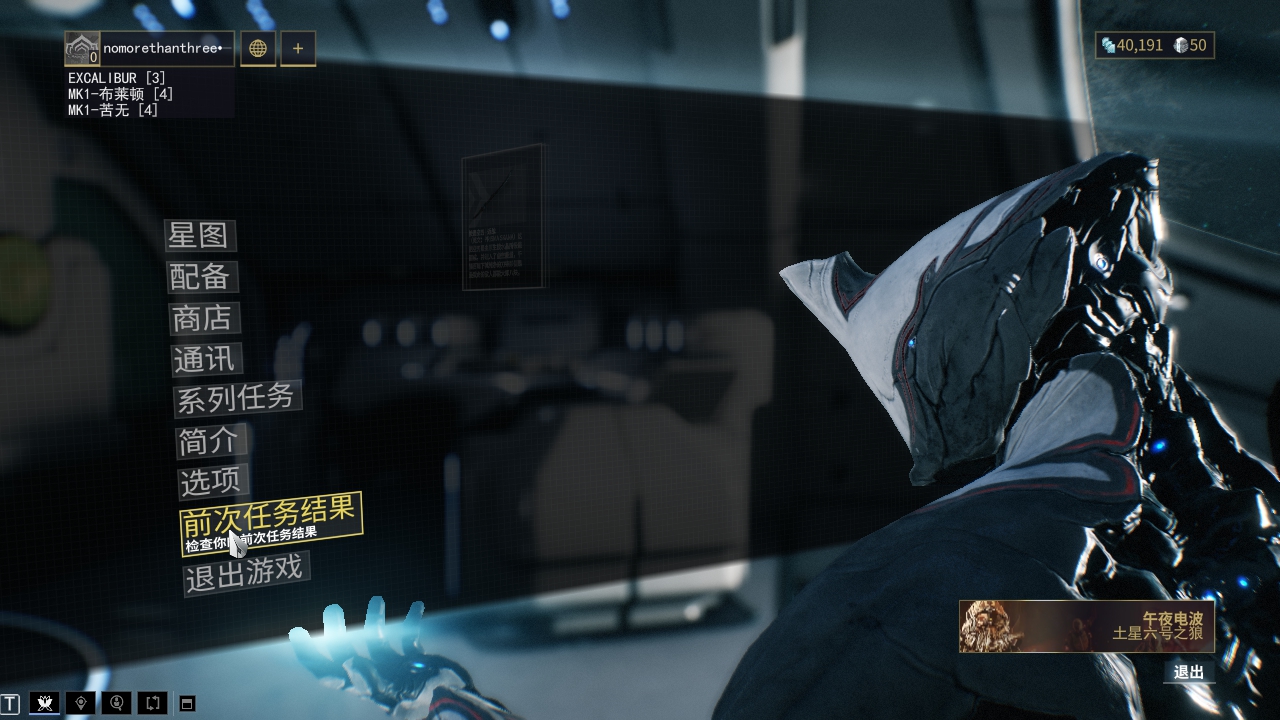 nomorethanthree•
0
+
40,191
50
EXCALIBUR [3]
MK1-布莱顿 [4]
MK1-苦无 [4]
星图
配备
商店
通讯
系列任务
简介
选项
前次任务结果
检查你 前次任务结果
退出游戏
午夜电波
土星六号之狼
退出
T